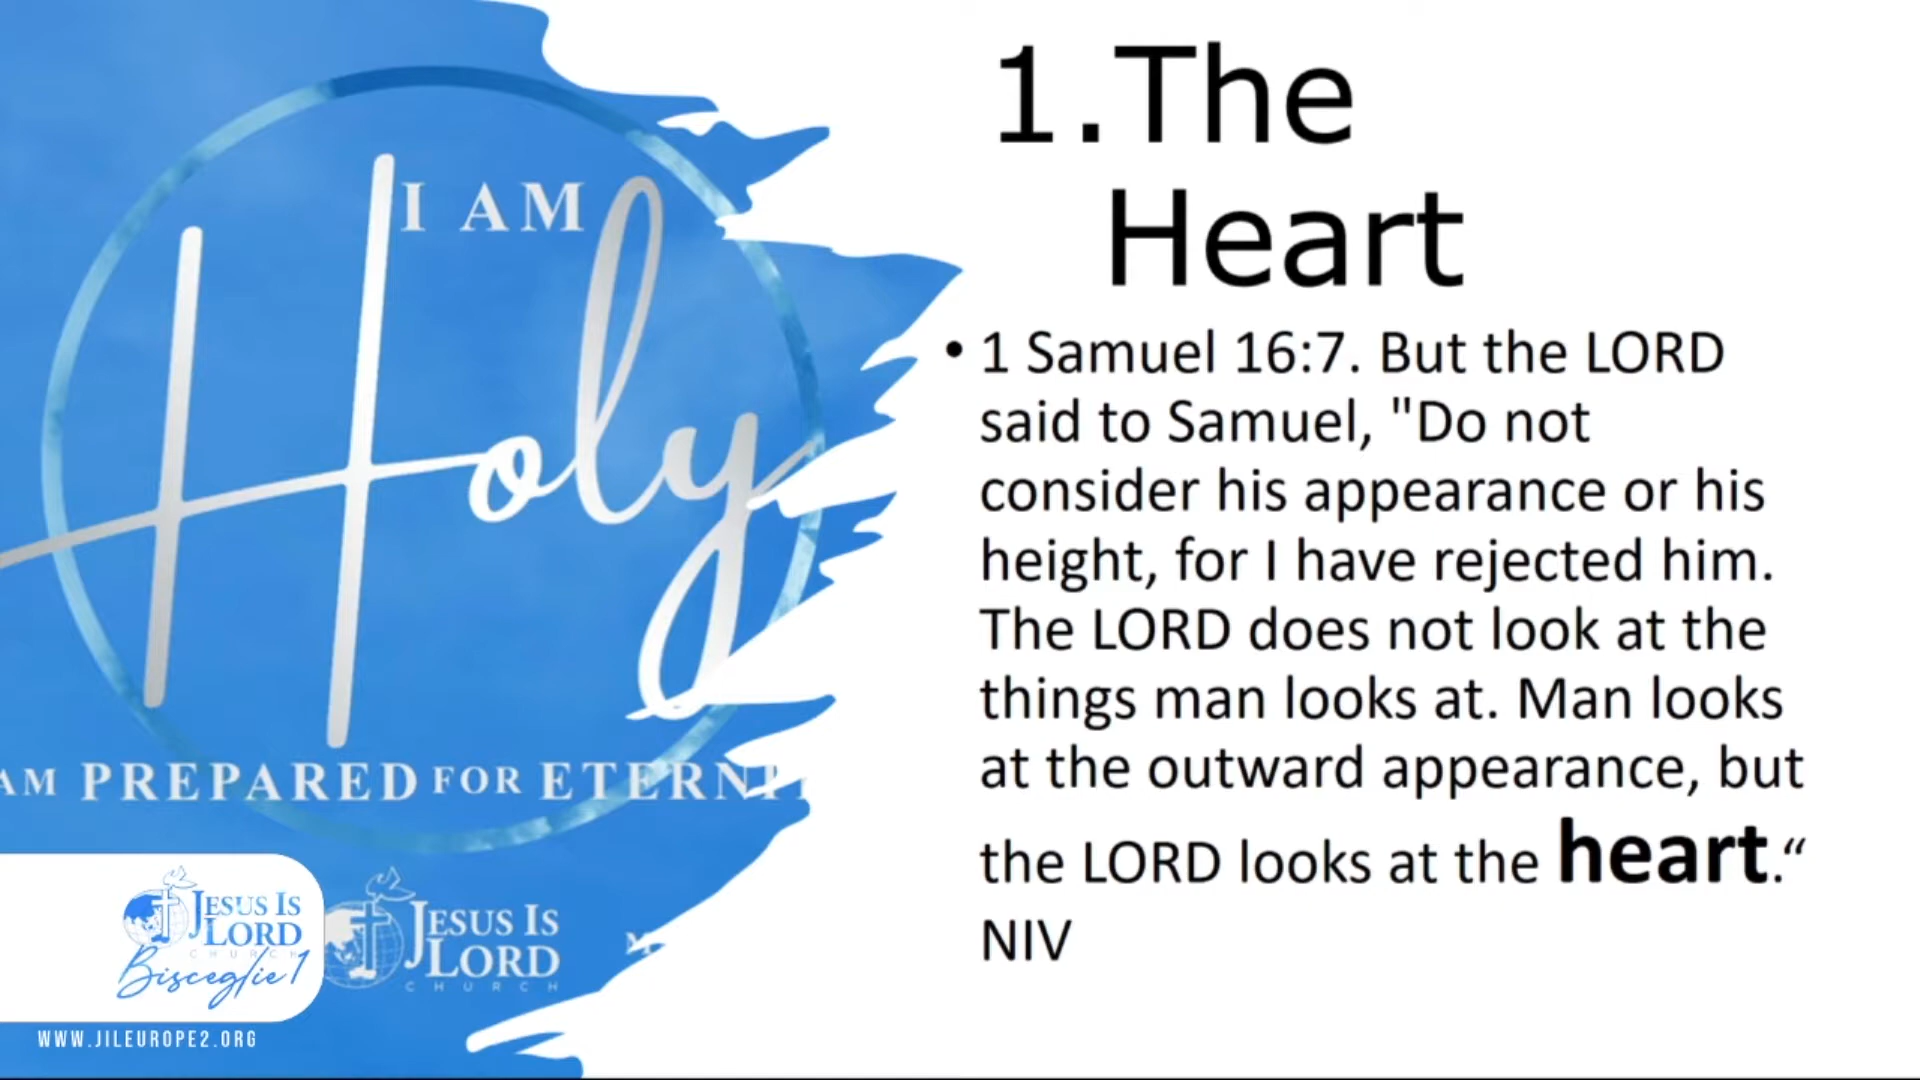 I AM
Holy
AM PREPARED FOR ETERNI
JESUS IS
LORD
CHURCH
Bisceglie 1
JESUS IS
LORD
CHURCH
WWW.JILEUROPE2.ORG
1.The
Heart
• 1 Samuel 16:7. But the LORD
said to Samuel, "Do not
consider his appearance or his
height, for I have rejected him.
The LORD does not look at the
things man looks at. Man looks
at the outward appearance, but
the LORD looks at the heart.“
NIV